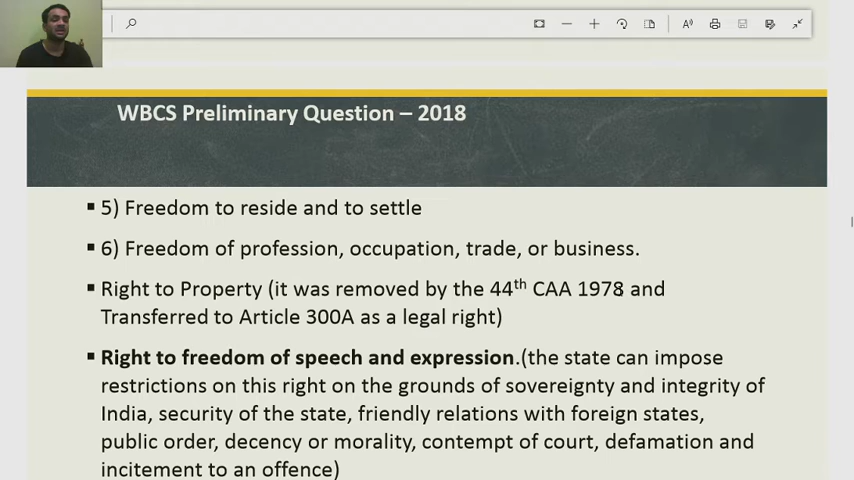 WBCS Preliminary Question – 2018
▪ 5) Freedom to reside and to settle
▪ 6) Freedom of profession, occupation, trade, or business.
▪ Right to Property (it was removed by the 44th CAA 1978 and
Transferred to Article 300A as a legal right)
▪ Right to freedom of speech and expression.(the state can impose
restrictions on this right on the grounds of sovereignty and integrity of
India, security of the state, friendly relations with foreign states,
public order, decency or morality, contempt of court, defamation and
incitement to an offence)